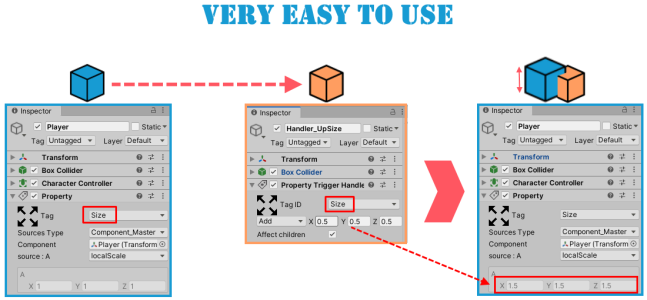 VERY EASY TO USE
Inspector
Player
Static
Tag Untagged Layer Default
Transform
Box Collider
Character Controller
Property
Tag Size
Sources Type Component_Master
Component Player (Transform
source : A localScale
A
X 1 Y 1 Z 1
Inspector
Handler_UpSize
Static
Tag Untagged Layer Default
Transform
Box Collider
Property Trigger Handle
Tag ID Size
Add X 0.5 Y 0.5 Z 0.5
Affect children
Inspector
Player
Static
Tag Untagged Layer Default
Transform
Box Collider
Character Controller
Property
Tag Size
Sources Type Component_Master
Component Player (Transform
source : A localScale
A
X 1.5 Y 1.5 Z 1.5